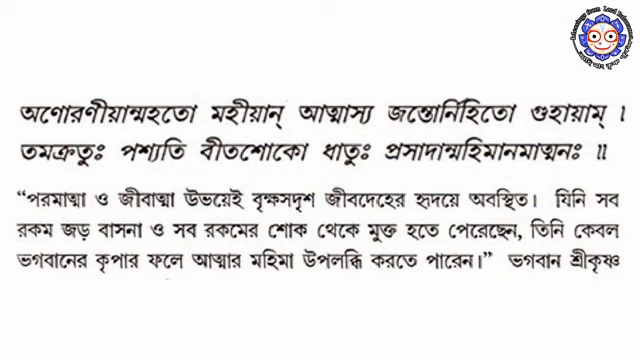 অণোরণীয়ান্মহতো মহীয়ান্ আত্মাস্য জন্তোর্নিহিতো গুহায়াম্ ।
তমক্রতুঃ পশ্যতি বীতশোকো ধাতুঃ প্রসাদান্মহিমানমাত্মনঃ ॥
“পরমাত্মা ও জীবাত্মা উভয়েই বৃক্ষসদৃশ জীবদেহের হৃদয়ে অবস্থিত। যিনি সব
রকম জড় বাসনা ও সব রকমের শোক থেকে মুক্ত হতে পেরেছেন, তিনি কেবল
ভগবানের কৃপার ফলে আত্মার মহিমা উপলব্ধি করতে পারেন।” ভগবান শ্রীকৃষ্ণ